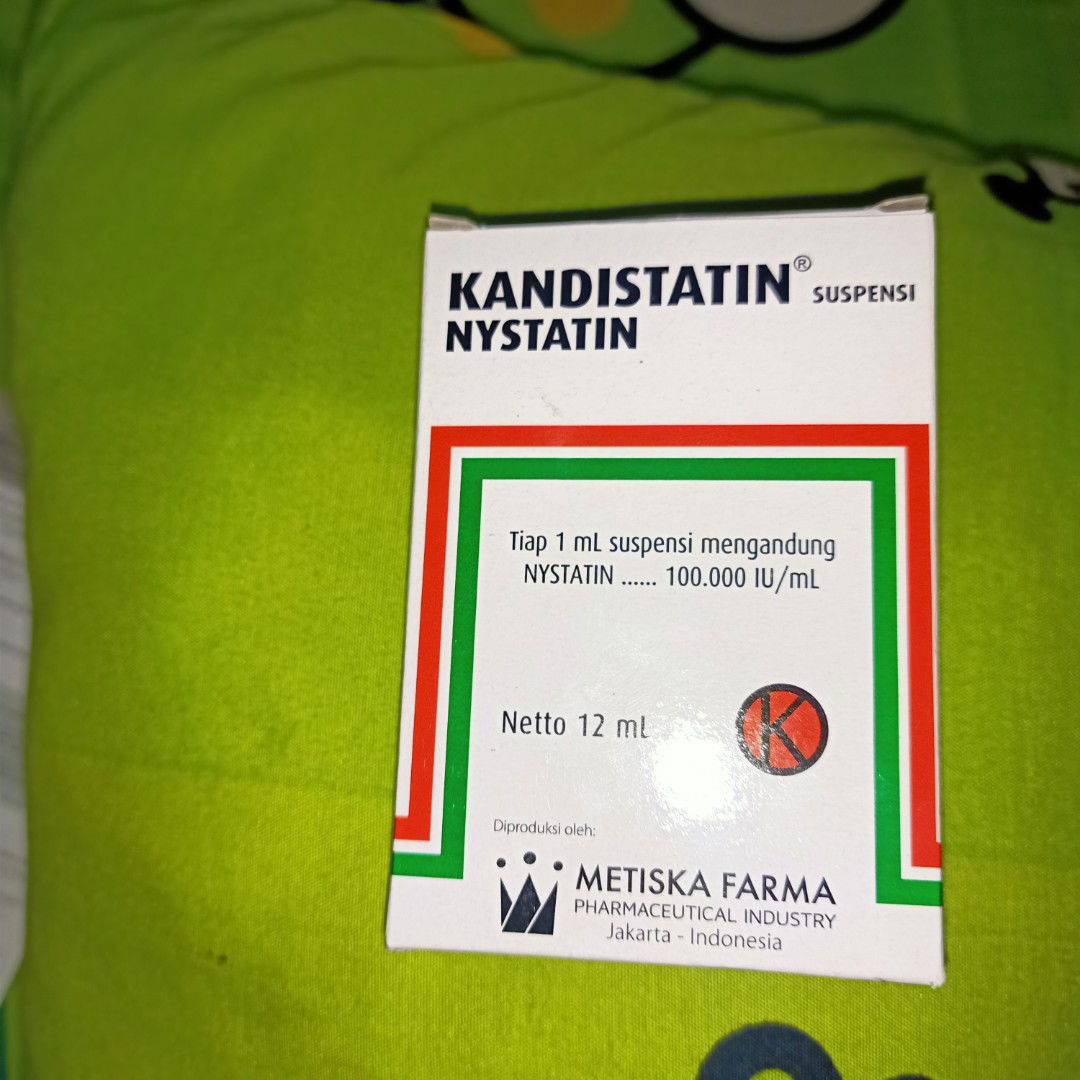 KANDISTATIN® SUSPENSI
NYSTATIN
Tiap 1 mL suspensi mengandung
NYSTATIN ...... 100.000 IU/mL
Netto 12 mL
K
Diproduksi oleh:
METISKA FARMA
PHARMACEUTICAL INDUSTRY
Jakarta - Indonesia